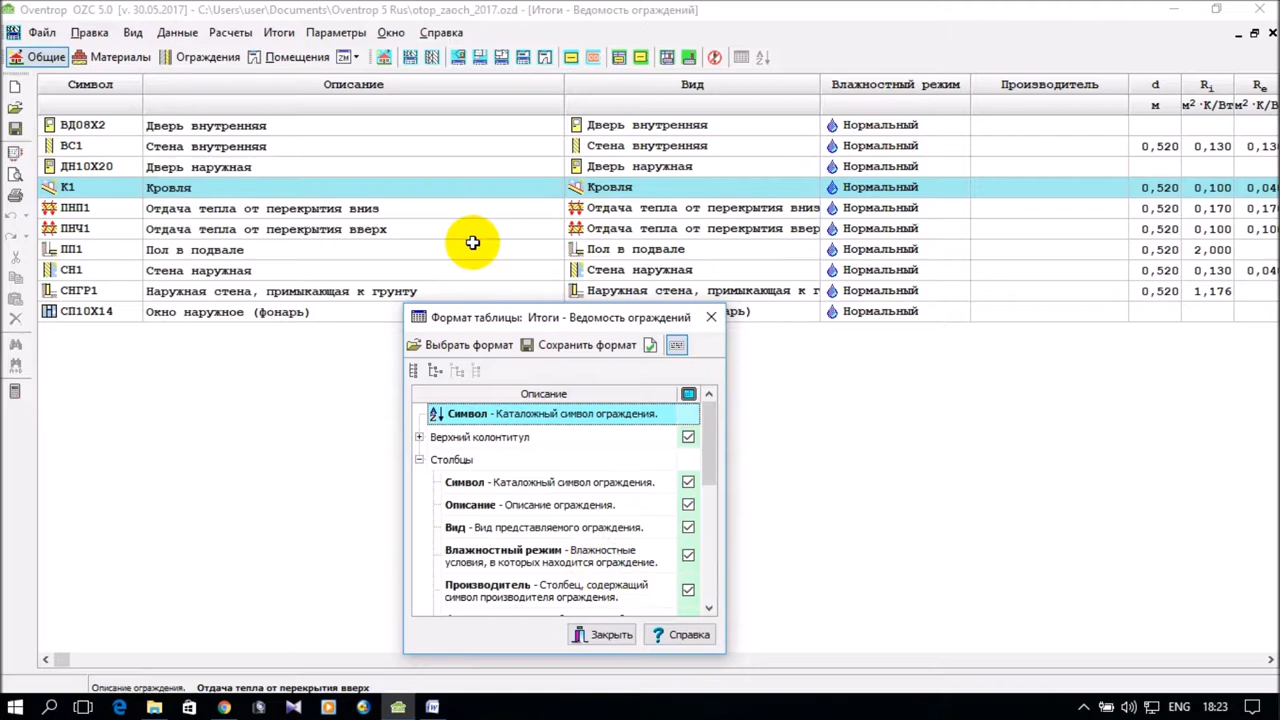 Oventrop OZC 5.0 [v. 30.05.2017] - C:\Users\user\Documents\Oventrop 5 Rus\otop_zaoch_2017.ozd - [Итоги - Ведомость ограждений]
Файл Правка Вид Данные Расчеты Итоги Параметры Окно Справка
Общие Материалы Ограждения Помещения
Символ Описание Вид Влажностный режим Производитель d Ri Re
м м²·К/Вт м²·К/Вт
ВД08Х2 Дверь внутренняя Дверь внутренняя Нормальный
ВС1 Стена внутренняя Стена внутренняя Нормальный 0,520 0,130 0,13
ДН10Х20 Дверь наружная Дверь наружная Нормальный
К1 Кровля Кровля Нормальный 0,520 0,100 0,04
ПНП1 Отдача тепла от перекрытия вниз Отдача тепла от перекрытия вниз Нормальный 0,520 0,170 0,17
ПНЧ1 Отдача тепла от перекрытия вверх Отдача тепла от перекрытия ввер Нормальный 0,520 0,100 0,10
ПП1 Пол в подвале Пол в подвале Нормальный 0,520 2,000
СН1 Стена наружная Стена наружная Нормальный 0,520 0,130 0,04
СНГР1 Наружная стена, примыкающая к грунту Наружная стена, примыкающая к г Нормальный 0,520 1,176
СП10Х14 Окно наружное (фонарь) Нормальный
Формат таблицы: Итоги - Ведомость ограждений
Выбрать формат Сохранить формат
Описание
Символ - Каталожный символ ограждения.
Верхний колонтитул
Столбцы
Символ - Каталожный символ ограждения.
Описание - Описание ограждения.
Вид - Вид представляемого ограждения.
Влажностный режим - Влажностные
условия, в которых находится ограждение.
Производитель - Столбец, содержащий
символ производителя ограждения.
Закрыть Справка
Описание ограждения. Отдача тепла от перекрытия вверх
ENG 18:23